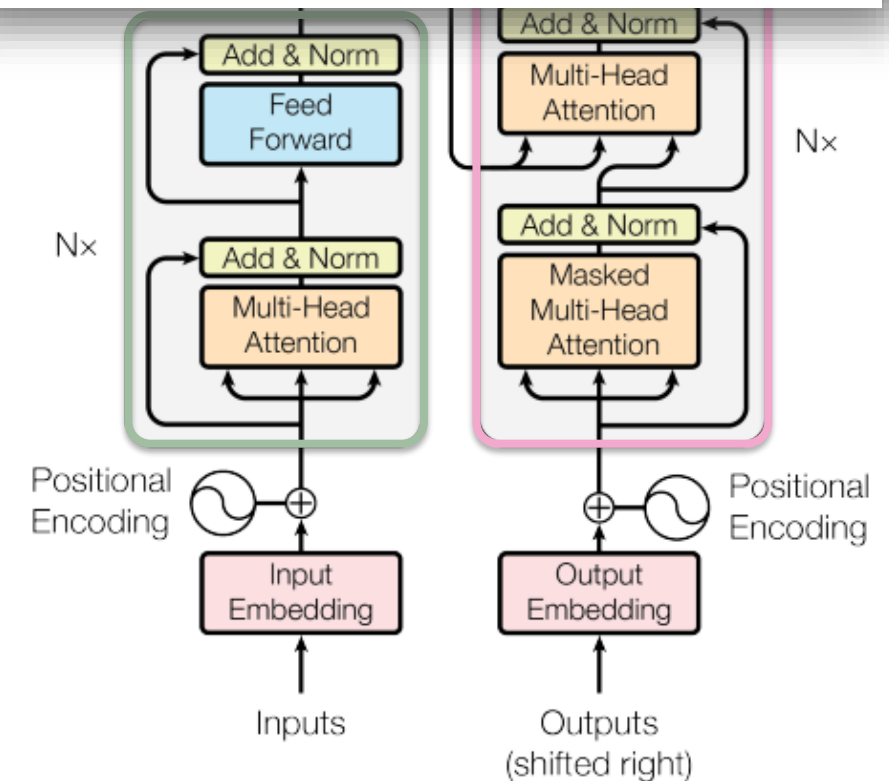 Add & Norm
Feed
Forward
Nx
Add & Norm
Multi-Head
Attention
Positional
Encoding
Input
Embedding
Inputs
Add & Norm
Multi-Head
Attention
Nx
Add & Norm
Masked
Multi-Head
Attention
Positional
Encoding
Output
Embedding
Outputs
(shifted right)